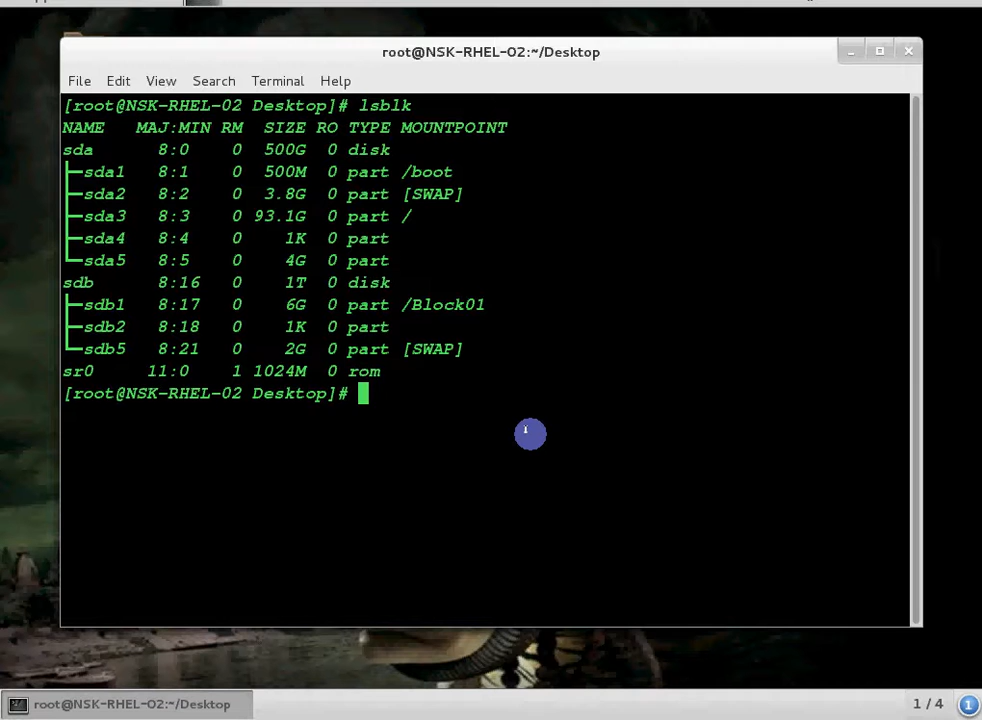 root@NSK-RHEL-02:~/Desktop
File Edit View Search Terminal Help
[root@NSK-RHEL-02 Desktop]# lsblk
NAME MAJ:MIN RM SIZE RO TYPE MOUNTPOINT
sda 8:0 0 500G 0 disk
├─sda1 8:1 0 500M 0 part /boot
├─sda2 8:2 0 3.8G 0 part [SWAP]
├─sda3 8:3 0 93.1G 0 part /
├─sda4 8:4 0 1K 0 part
└─sda5 8:5 0 4G 0 part
sdb 8:16 0 1T 0 disk
├─sdb1 8:17 0 6G 0 part /Block01
├─sdb2 8:18 0 1K 0 part
└─sdb5 8:21 0 2G 0 part [SWAP]
sr0 11:0 1 1024M 0 rom
[root@NSK-RHEL-02 Desktop]#
root@NSK-RHEL-02:~/Desktop 1 / 4 1